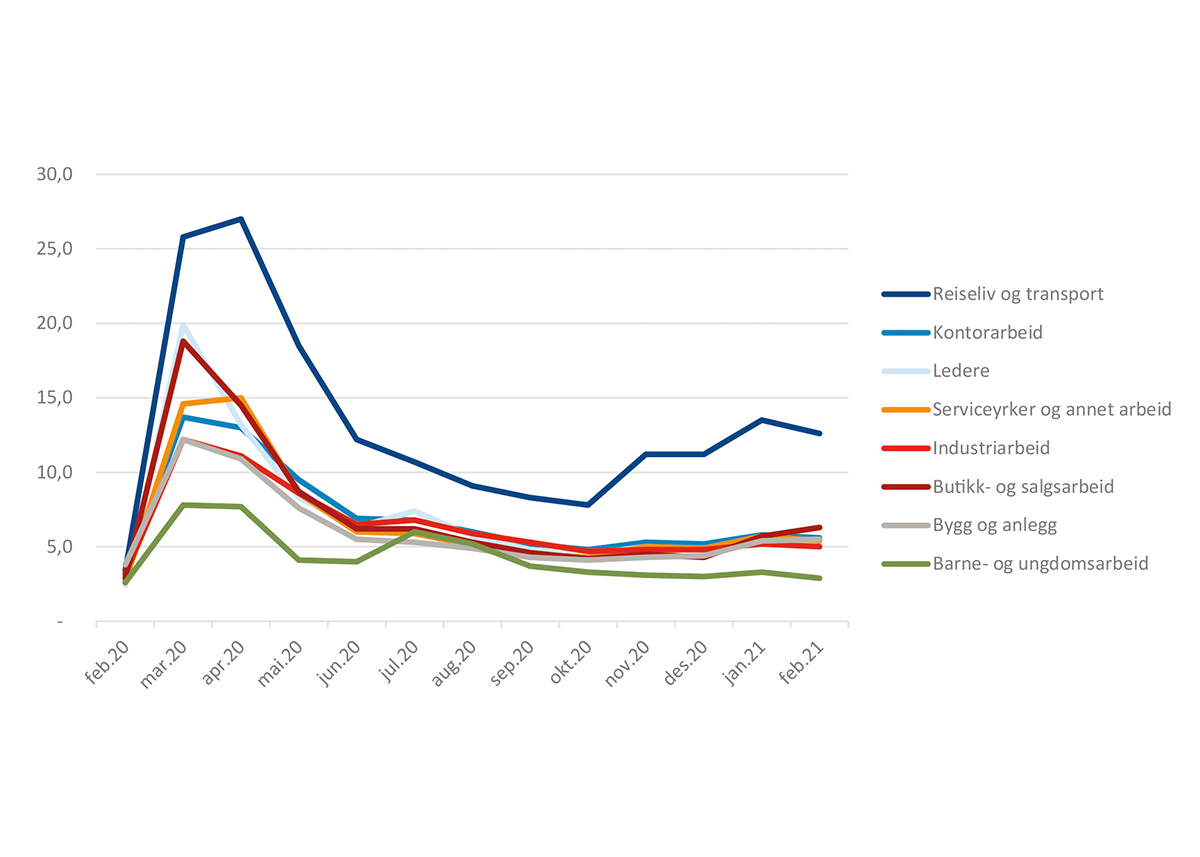 30,0
25,0
20,0
15,0
10,0
5,0
-
feb.20
mar.20
apr.20
mai.20
jun.20
jul.20
aug.20
sep.20
okt.20
nov.20
des.20
jan.21
feb.21
Reiseliv og transport
Kontorarbeid
Ledere
Serviceyrker og annet arbeid
Industriarbeid
Butikk- og salgsarbeid
Bygg og anlegg
Barne- og ungdomsarbeid